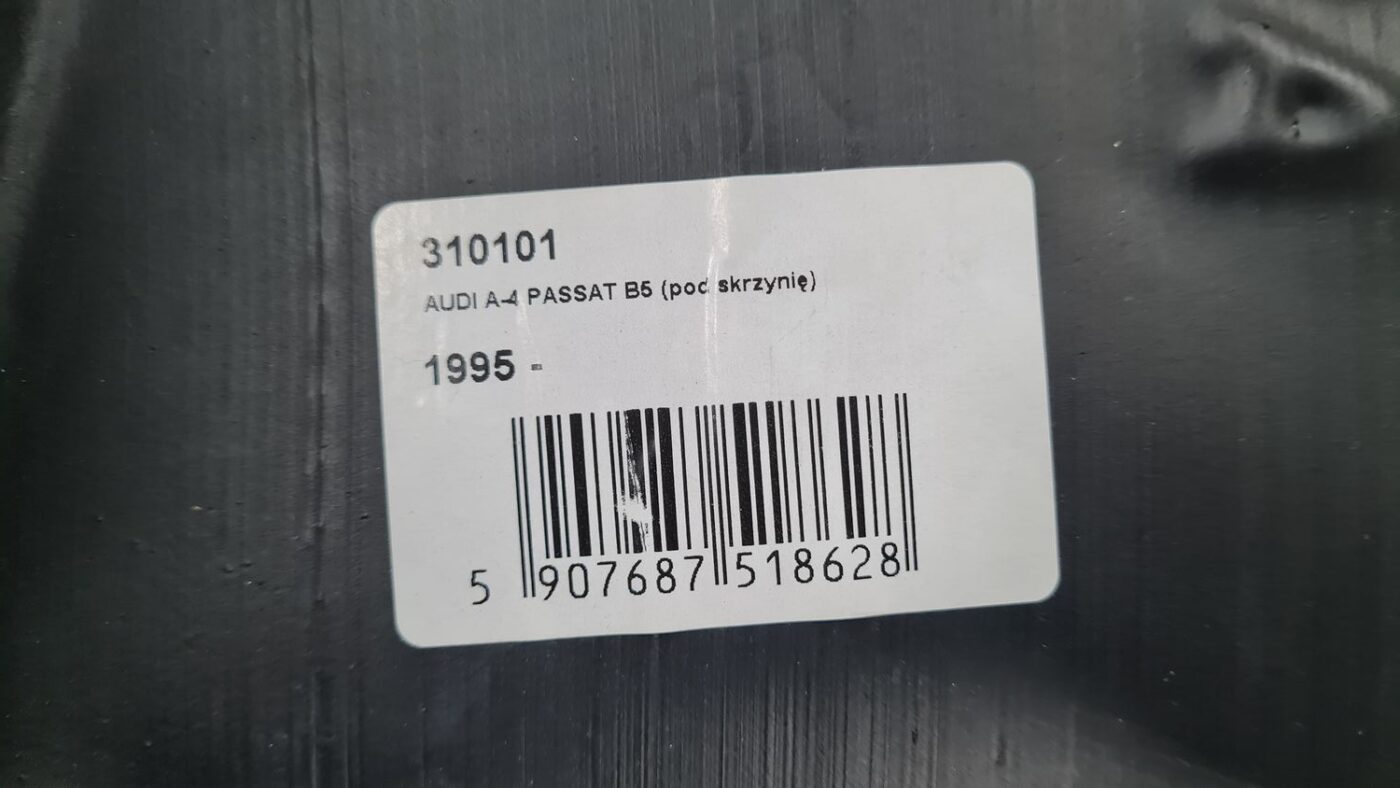 310101
AUDI A-4 PASSAT B5 (pod skrzynię)
1995 -
5 907687 518628